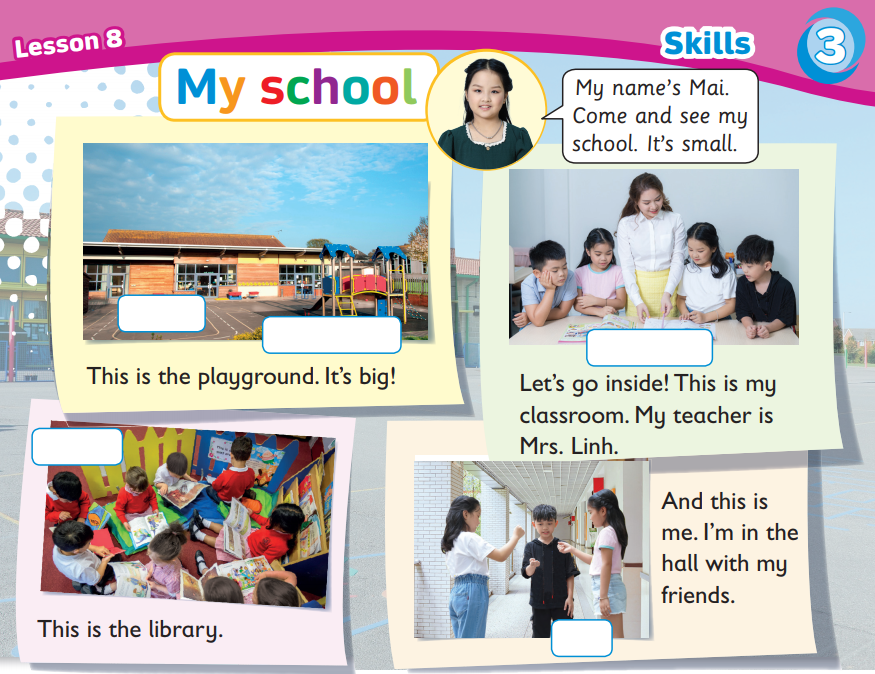 Lesson 8
Skills
3
My school
My name's Mai.
Come and see my
school. It's small.
This is the playground. It's big!
Let's go inside! This is my
classroom. My teacher is
Mrs. Linh.
This is the library.
And this is
me. I'm in the
hall with my
friends.